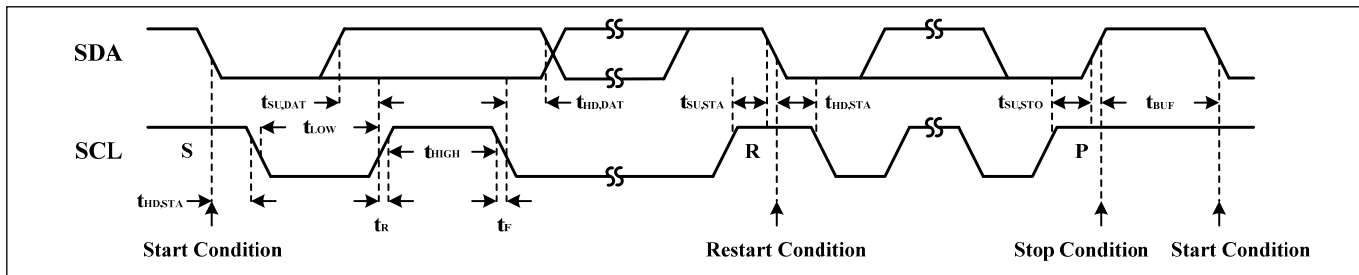 SDA
tSU,DAT
tHD,DAT
tSU,STA
tHD,STA
tSU,STO
tBUF
tLOW
SCL
S
tHIGH
R
P
tHD,STA
tR
tF
Start Condition
Restart Condition
Stop Condition
Start Condition